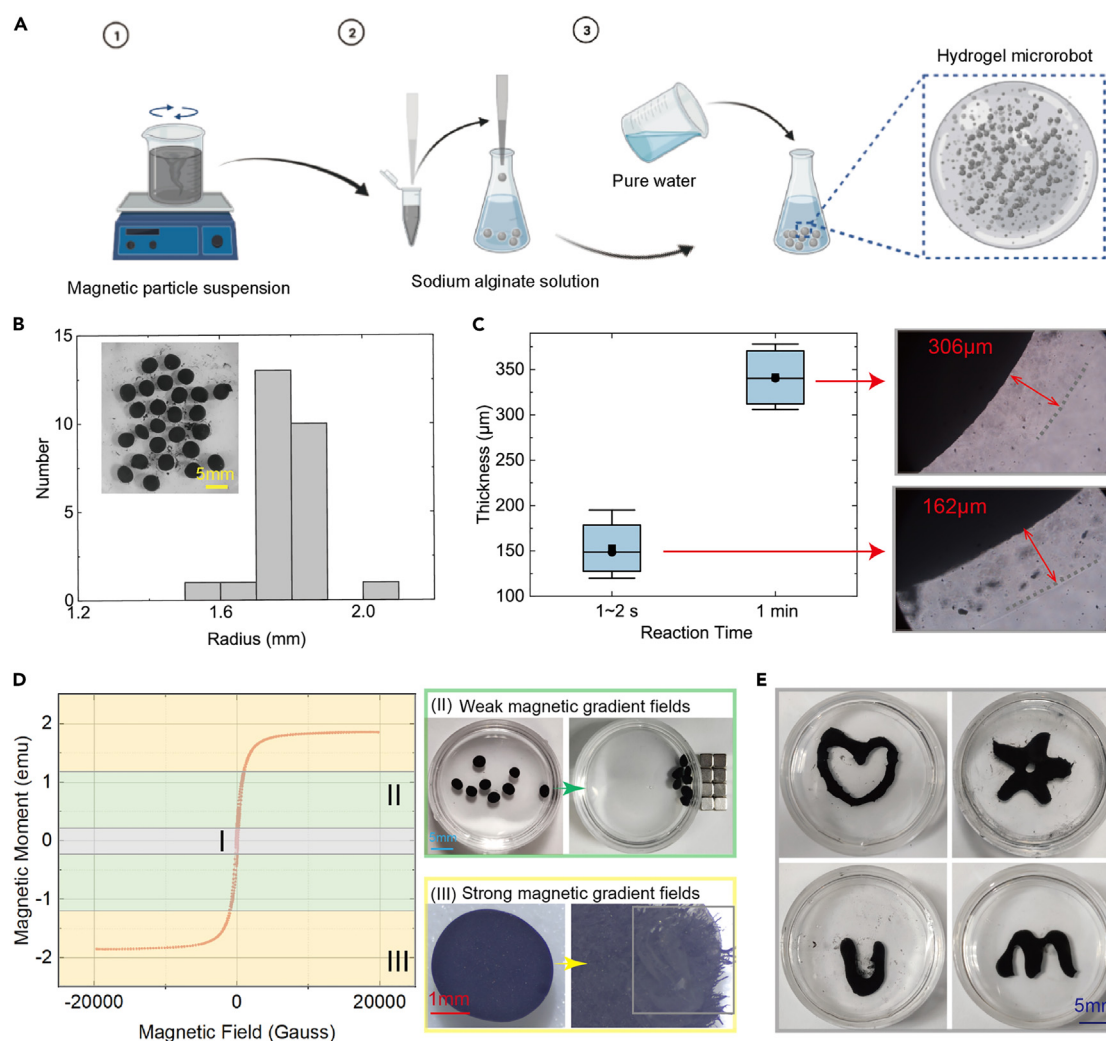 A
1
2
3
Hydrogel microrobot
Pure water
Magnetic particle suspension
Sodium alginate solution
B
15
10
5
0
Number
1.2
1.6
2.0
Radius (mm)
5mm
C
350
300
250
200
150
100
Thickness (μm)
1~2 s
1 min
Reaction Time
306μm
162μm
D
2
1
0
-1
-2
Magnetic Moment (emu)
I
II
III
-20000
0
20000
Magnetic Field (Gauss)
(II) Weak magnetic gradient fields
5mm
(III) Strong magnetic gradient fields
1mm
E
5mm